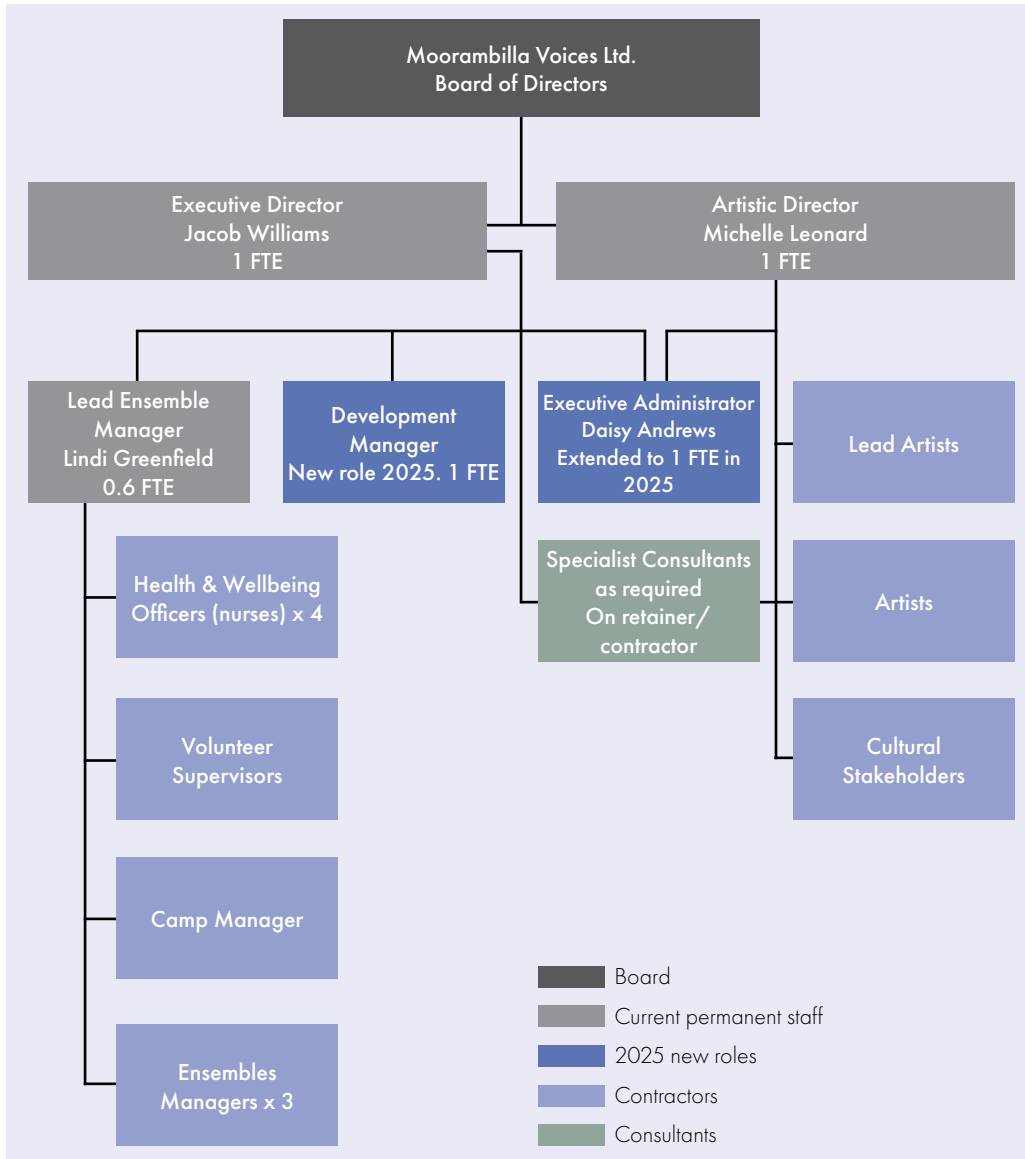 Moorambilla Voices Ltd.
Board of Directors
Executive Director
Jacob Williams
1 FTE
Artistic Director
Michelle Leonard
1 FTE
Lead Ensemble
Manager
Lindi Greenfield
0.6 FTE
Development
Manager
New role 2025. 1 FTE
Executive Administrator
Daisy Andrews
Extended to 1 FTE in
2025
Lead Artists
Health & Wellbeing
Officers (nurses) x 4
Specialist Consultants
as required
On retainer/
contractor
Artists
Volunteer
Supervisors
Cultural
Stakeholders
Camp Manager
Ensembles
Managers x 3
Board
Current permanent staff
2025 new roles
Contractors
Consultants